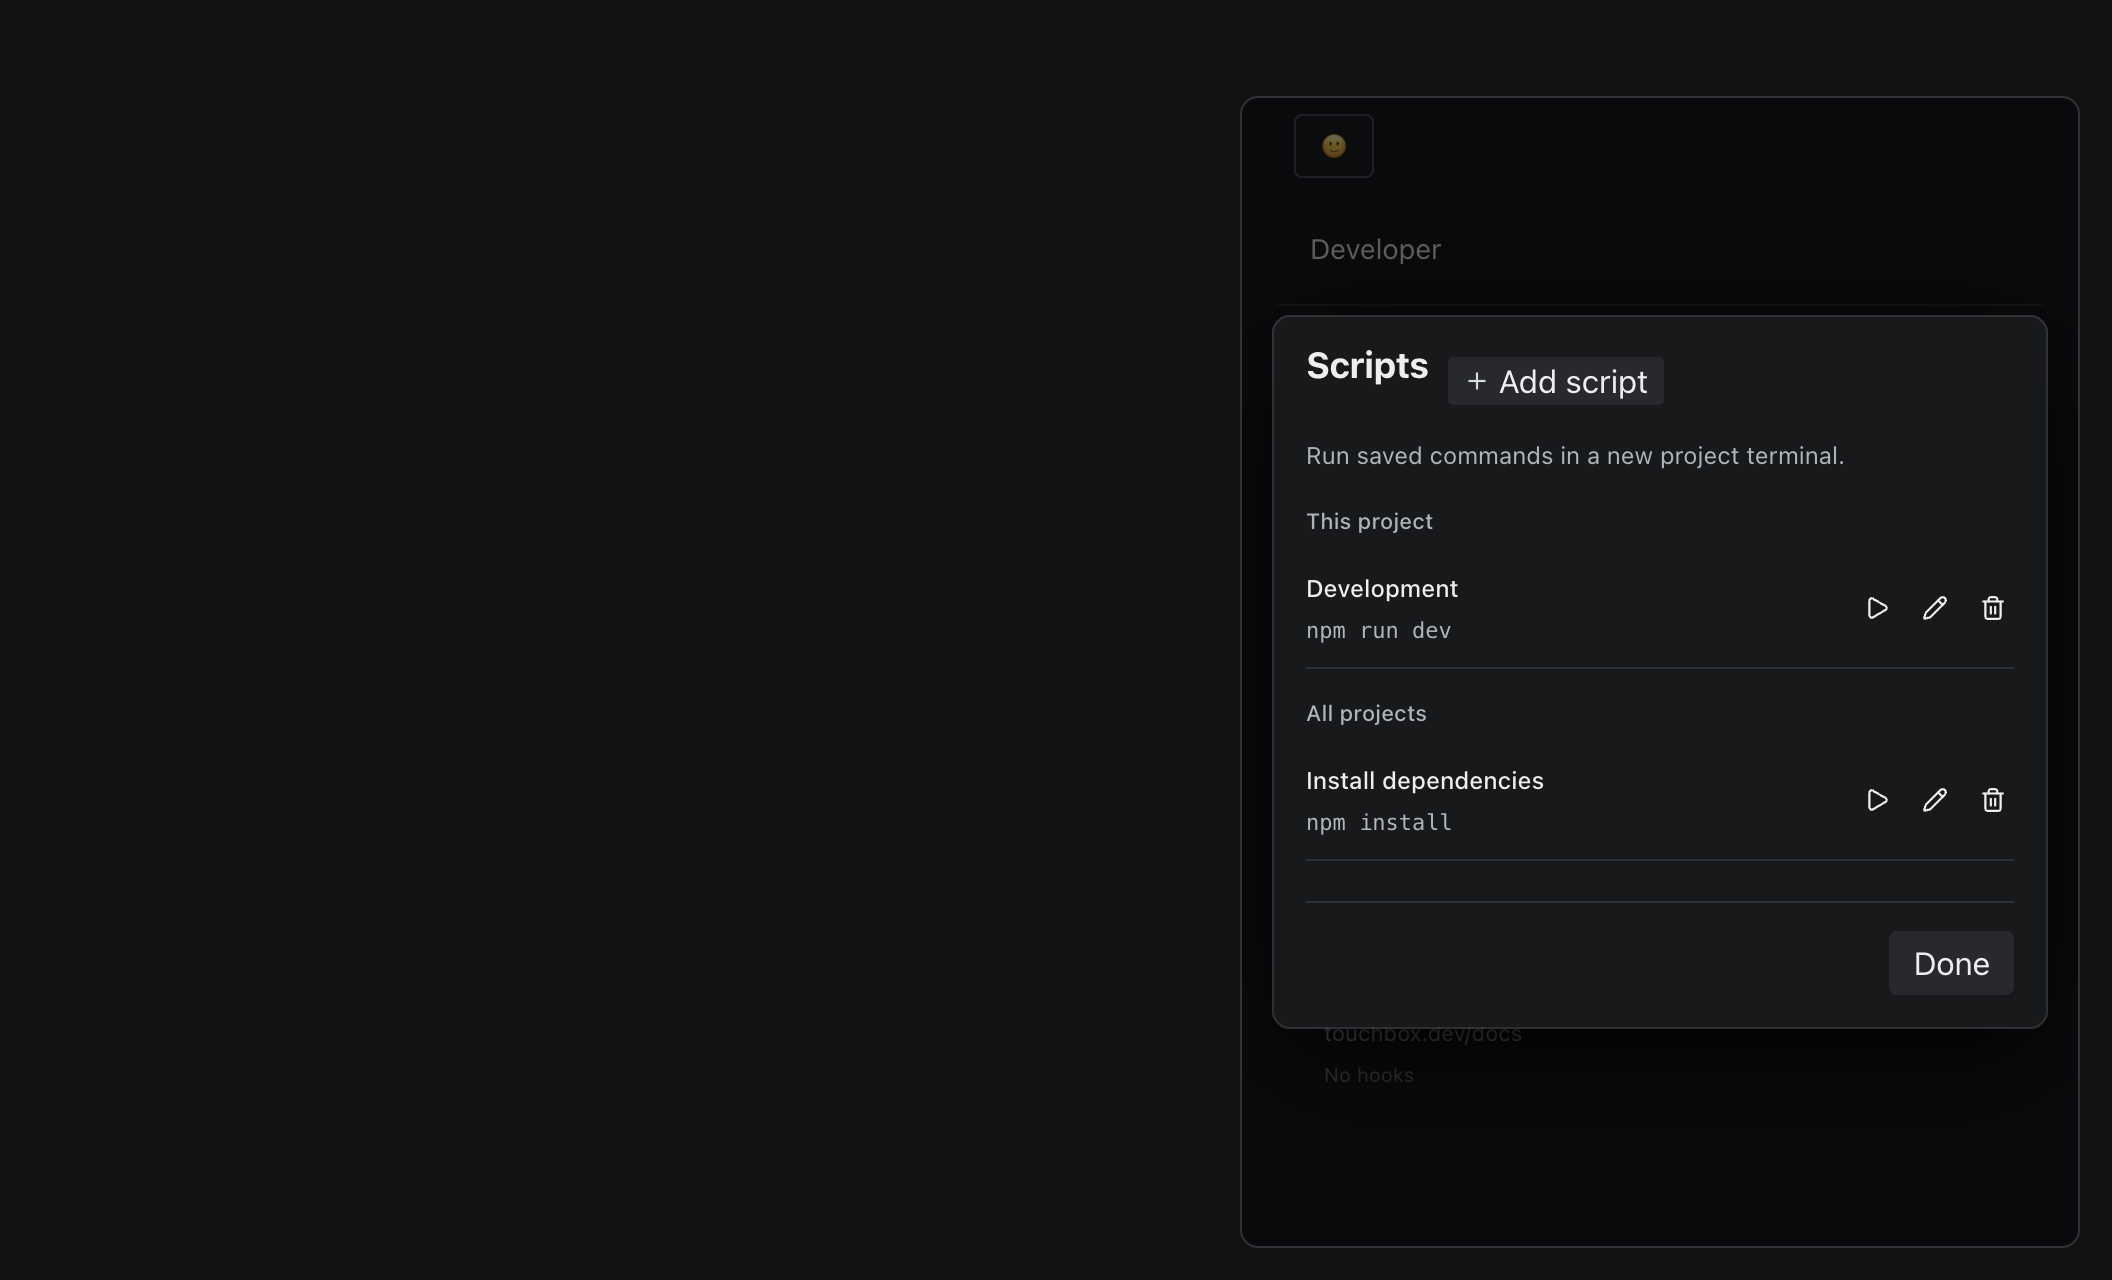 Developer
Scripts
+ Add script
Run saved commands in a new project terminal.
This project
Development
npm run dev
All projects
Install dependencies
npm install
Done
touchbox.dev/docs
No hooks